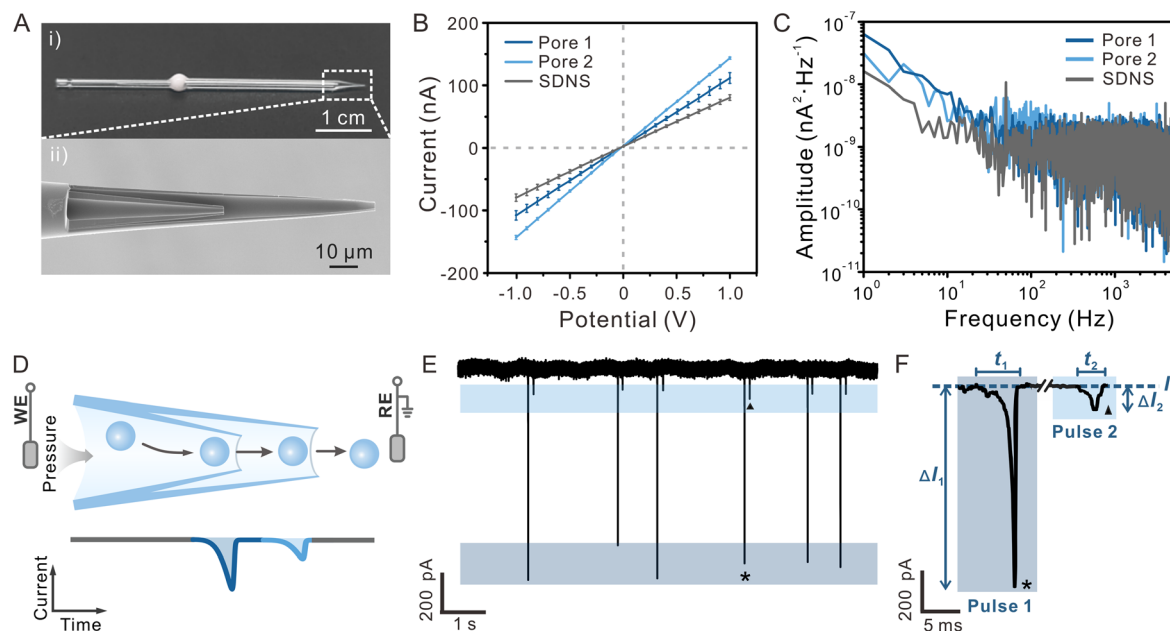 A
i)
1 cm
ii)
10 μm
B
Pore 1
Pore 2
SDNS
200
100
0
-100
-200
Current (nA)
-1.0 -0.5 0 0.5 1.0
Potential (V)
C
Pore 1
Pore 2
SDNS
10⁻⁷
10⁻⁸
10⁻⁹
10⁻¹⁰
10⁻¹¹
Amplitude (nA²·Hz⁻¹)
10⁰ 10¹ 10² 10³
Frequency (Hz)
D
WE
Pressure
RE
Current
Time
E
▲
*
200 pA
1 s
F
t₁ t₂
I
ΔI₂
▲
Pulse 2
ΔI₁
*
Pulse 1
200 pA
5 ms